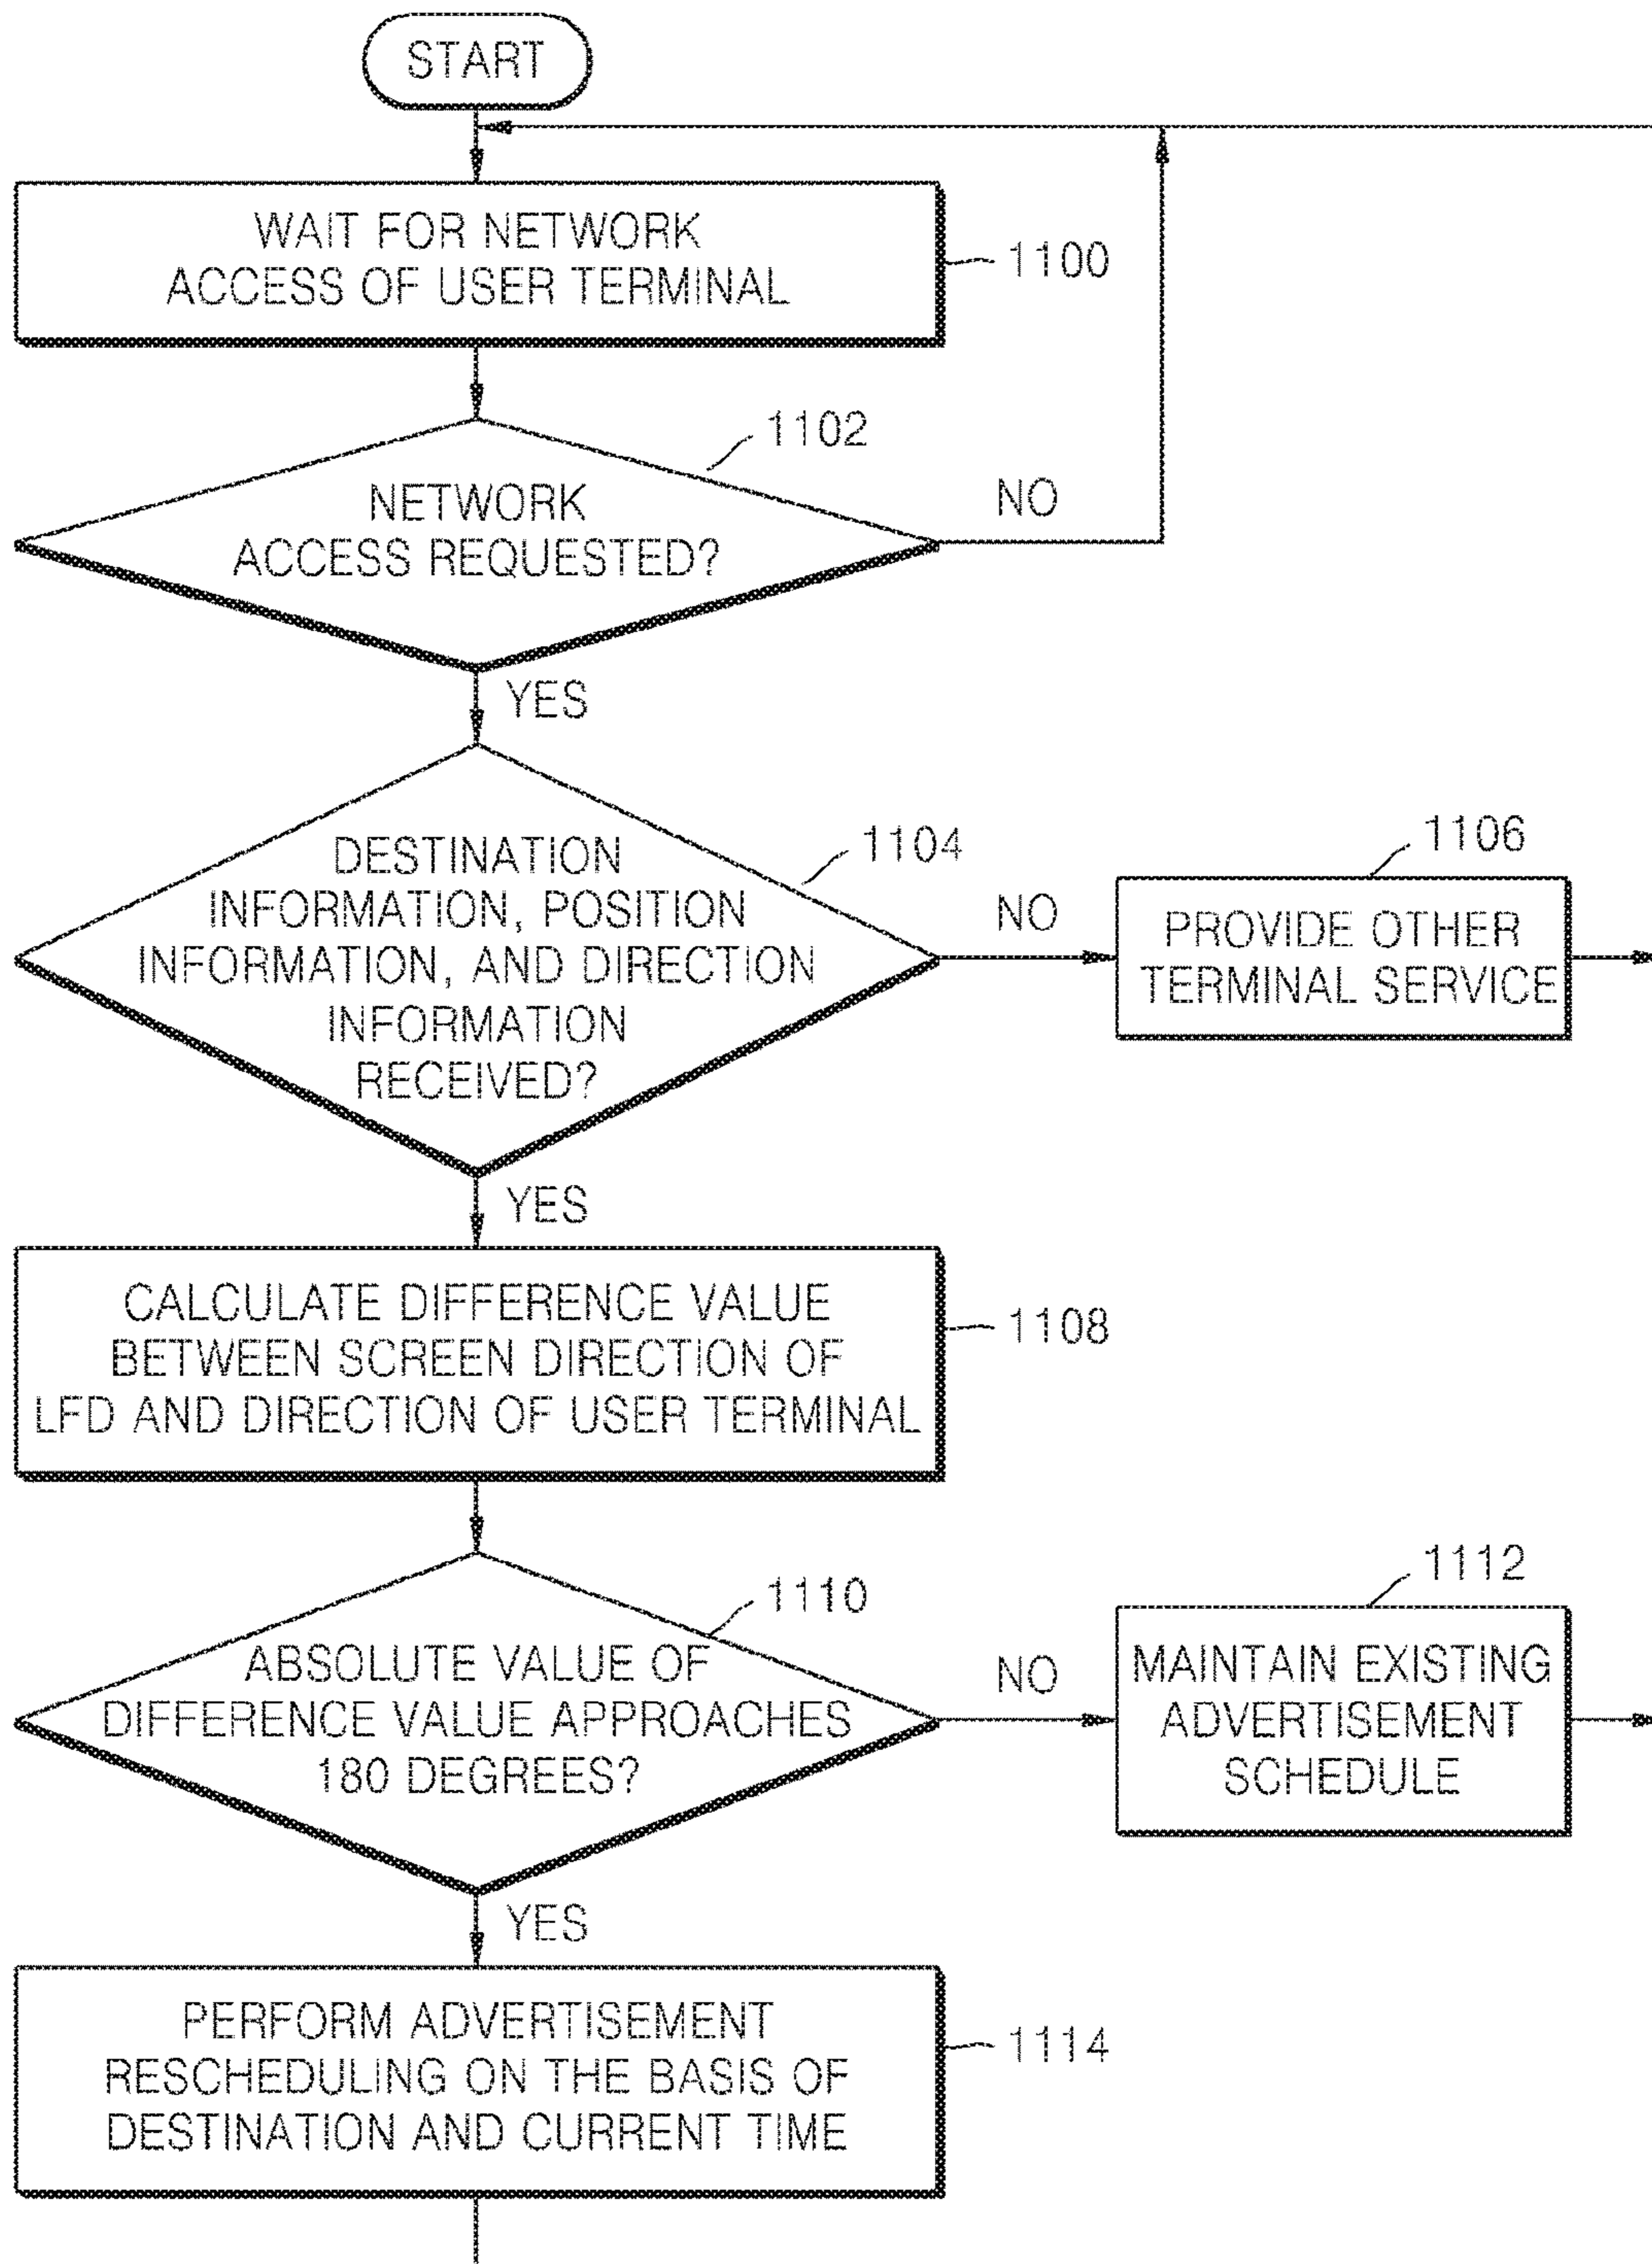 START
WAIT FOR NETWORK
ACCESS OF USER TERMINAL
1100
1102
NETWORK
ACCESS REQUESTED?
NO
YES
1104
DESTINATION
INFORMATION, POSITION
INFORMATION, AND DIRECTION
INFORMATION
RECEIVED?
NO
1106
PROVIDE OTHER
TERMINAL SERVICE
YES
CALCULATE DIFFERENCE VALUE
BETWEEN SCREEN DIRECTION OF
LFD AND DIRECTION OF USER TERMINAL
1108
1110
ABSOLUTE VALUE OF
DIFFERENCE VALUE APPROACHES
180 DEGREES?
NO
1112
MAINTAIN EXISTING
ADVERTISEMENT
SCHEDULE
YES
PERFORM ADVERTISEMENT
RESCHEDULING ON THE BASIS OF
DESTINATION AND CURRENT TIME
1114